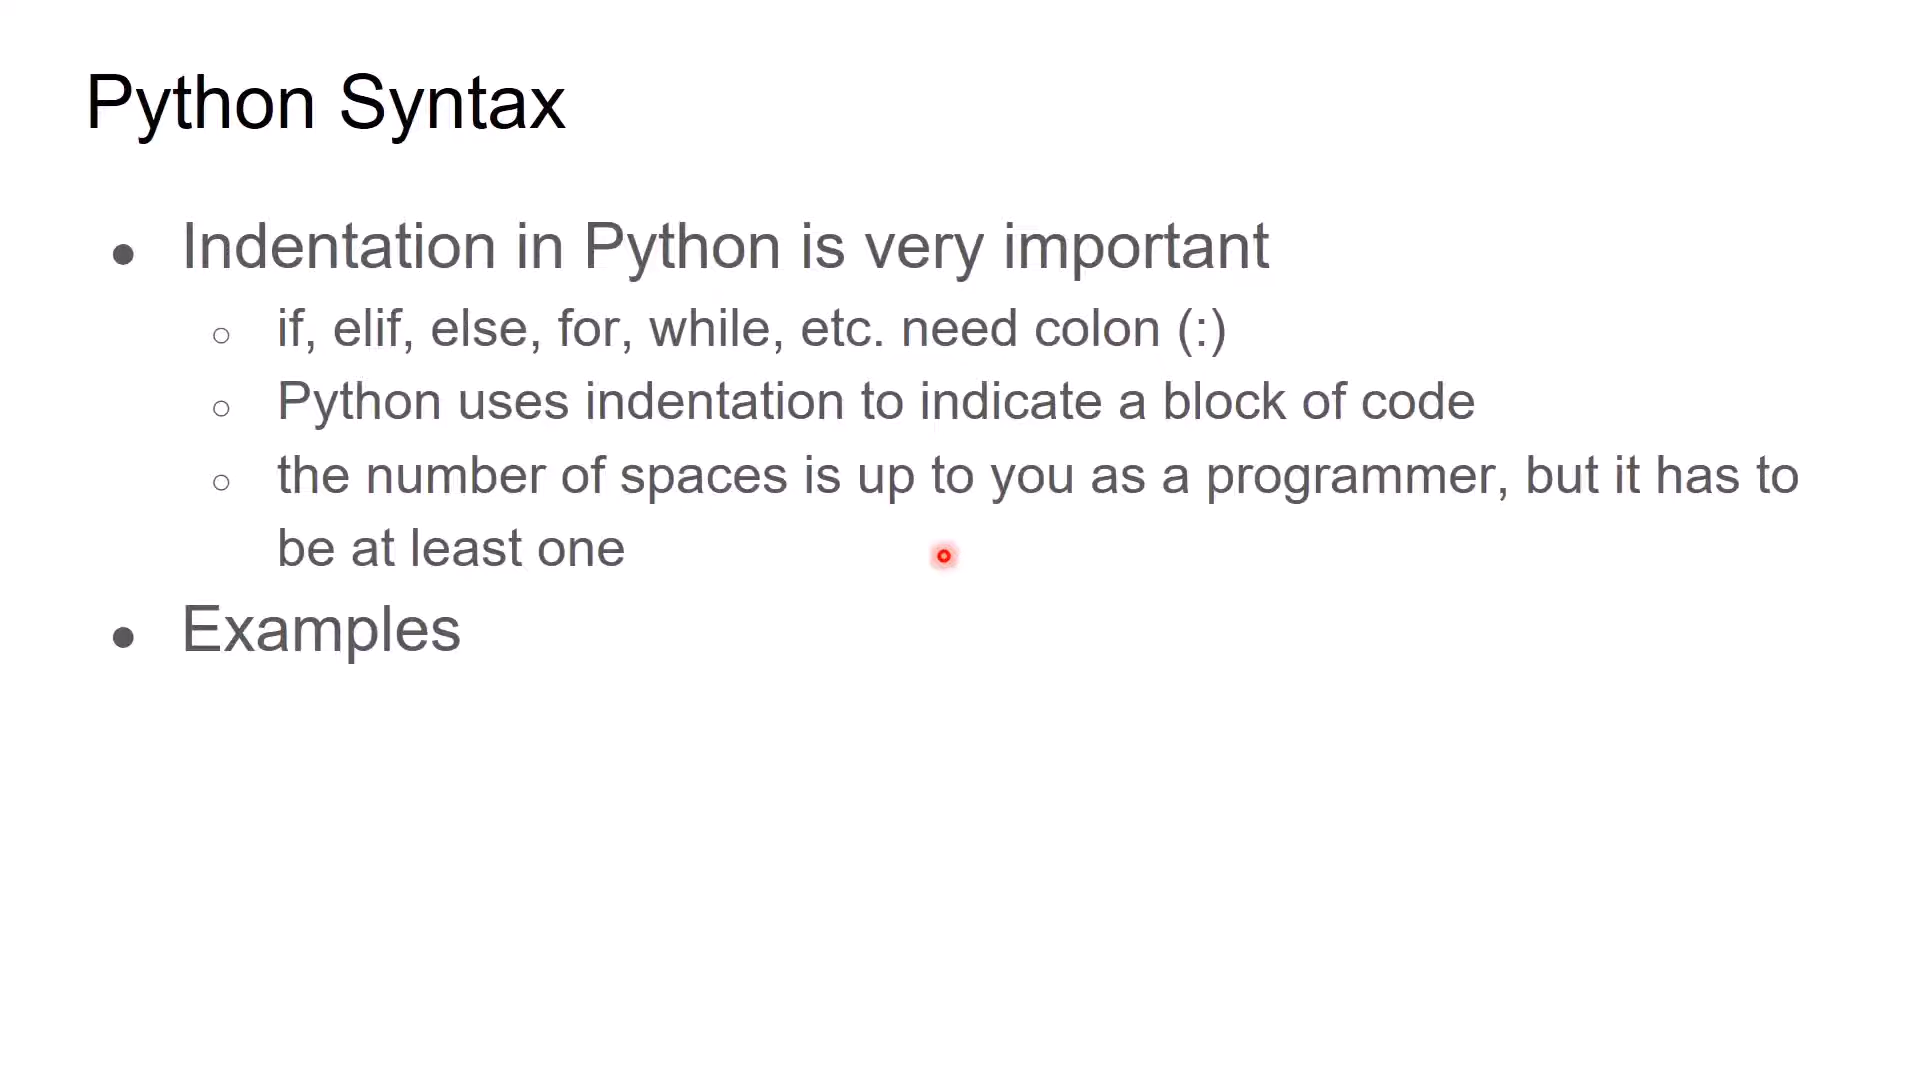 Python Syntax
● Indentation in Python is very important
○ if, elif, else, for, while, etc. need colon (:)
○ Python uses indentation to indicate a block of code
○ the number of spaces is up to you as a programmer, but it has to
be at least one
● Examples